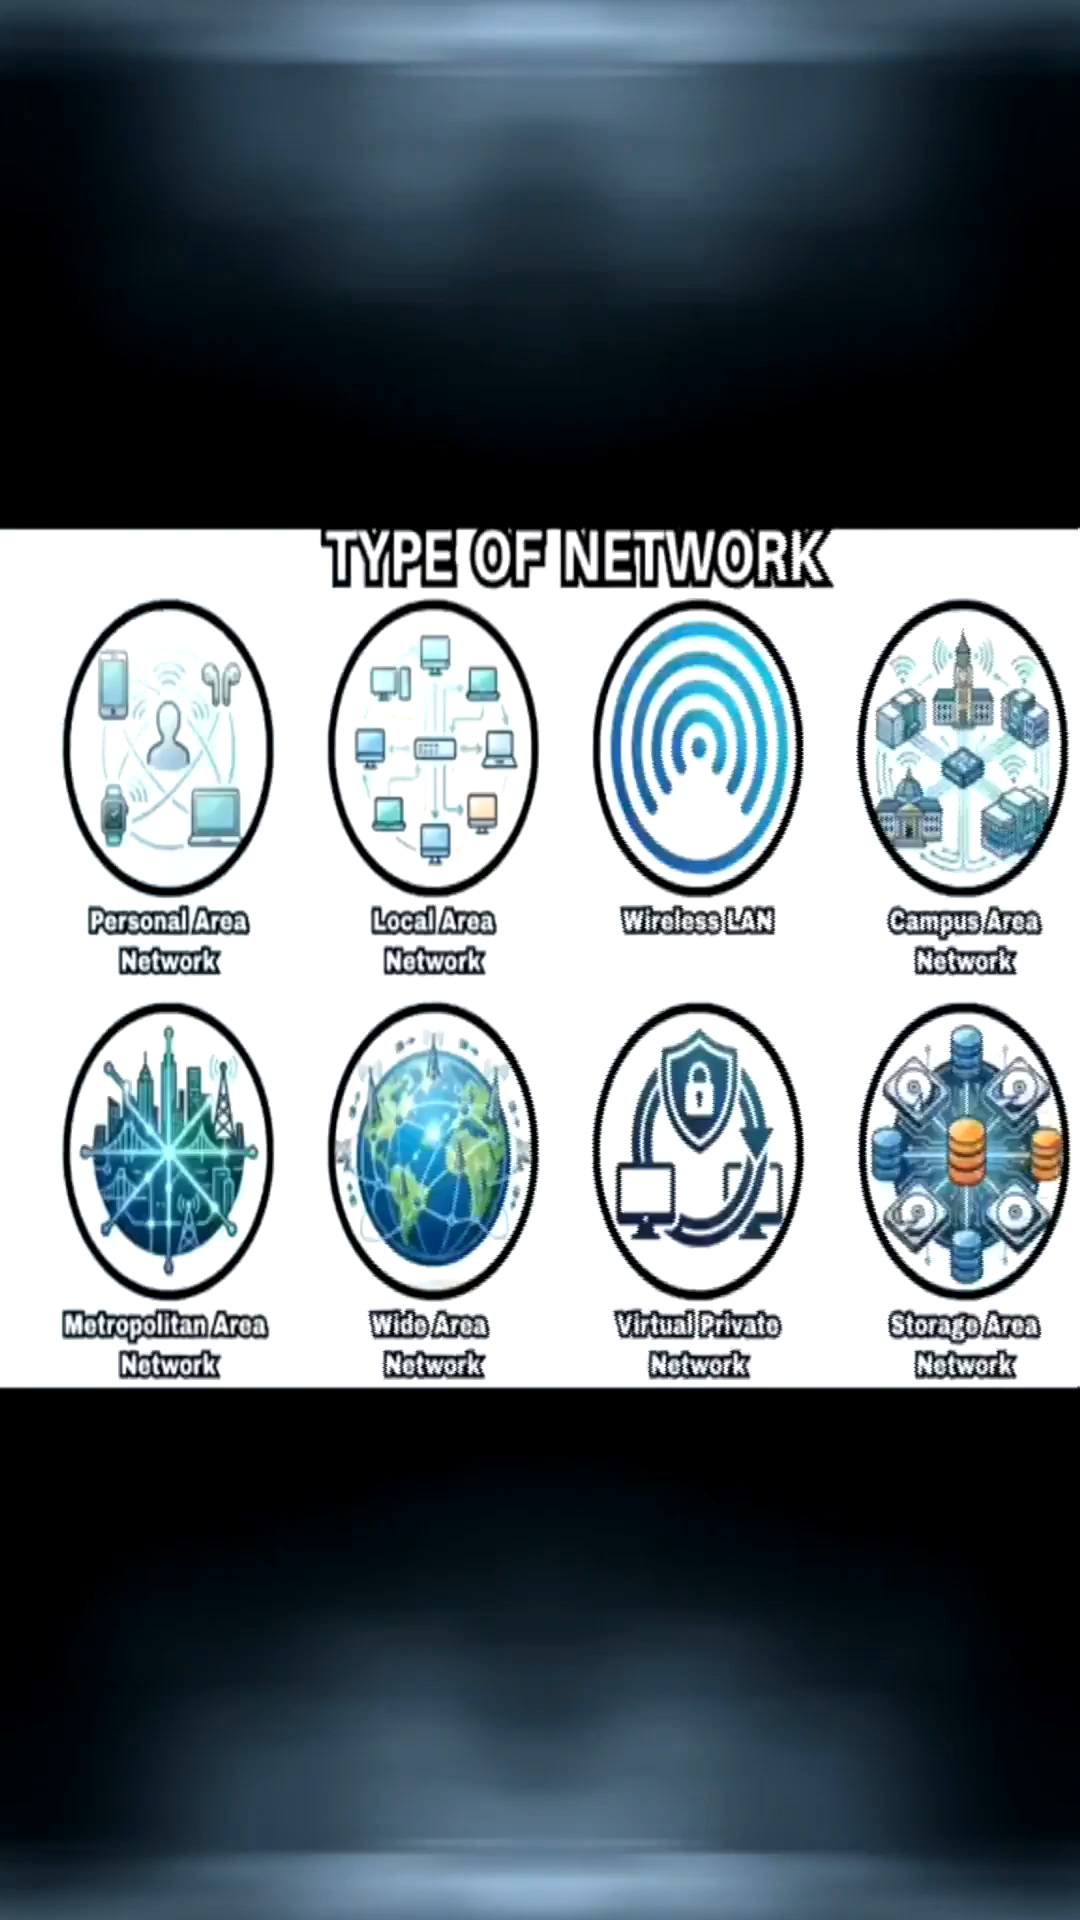 TYPE OF NETWORK
Personal Area
Network
Local Area
Network
Wireless LAN
Campus Area
Network
Metropolitan Area
Network
Wide Area
Network
Virtual Private
Network
Storage Area
Network